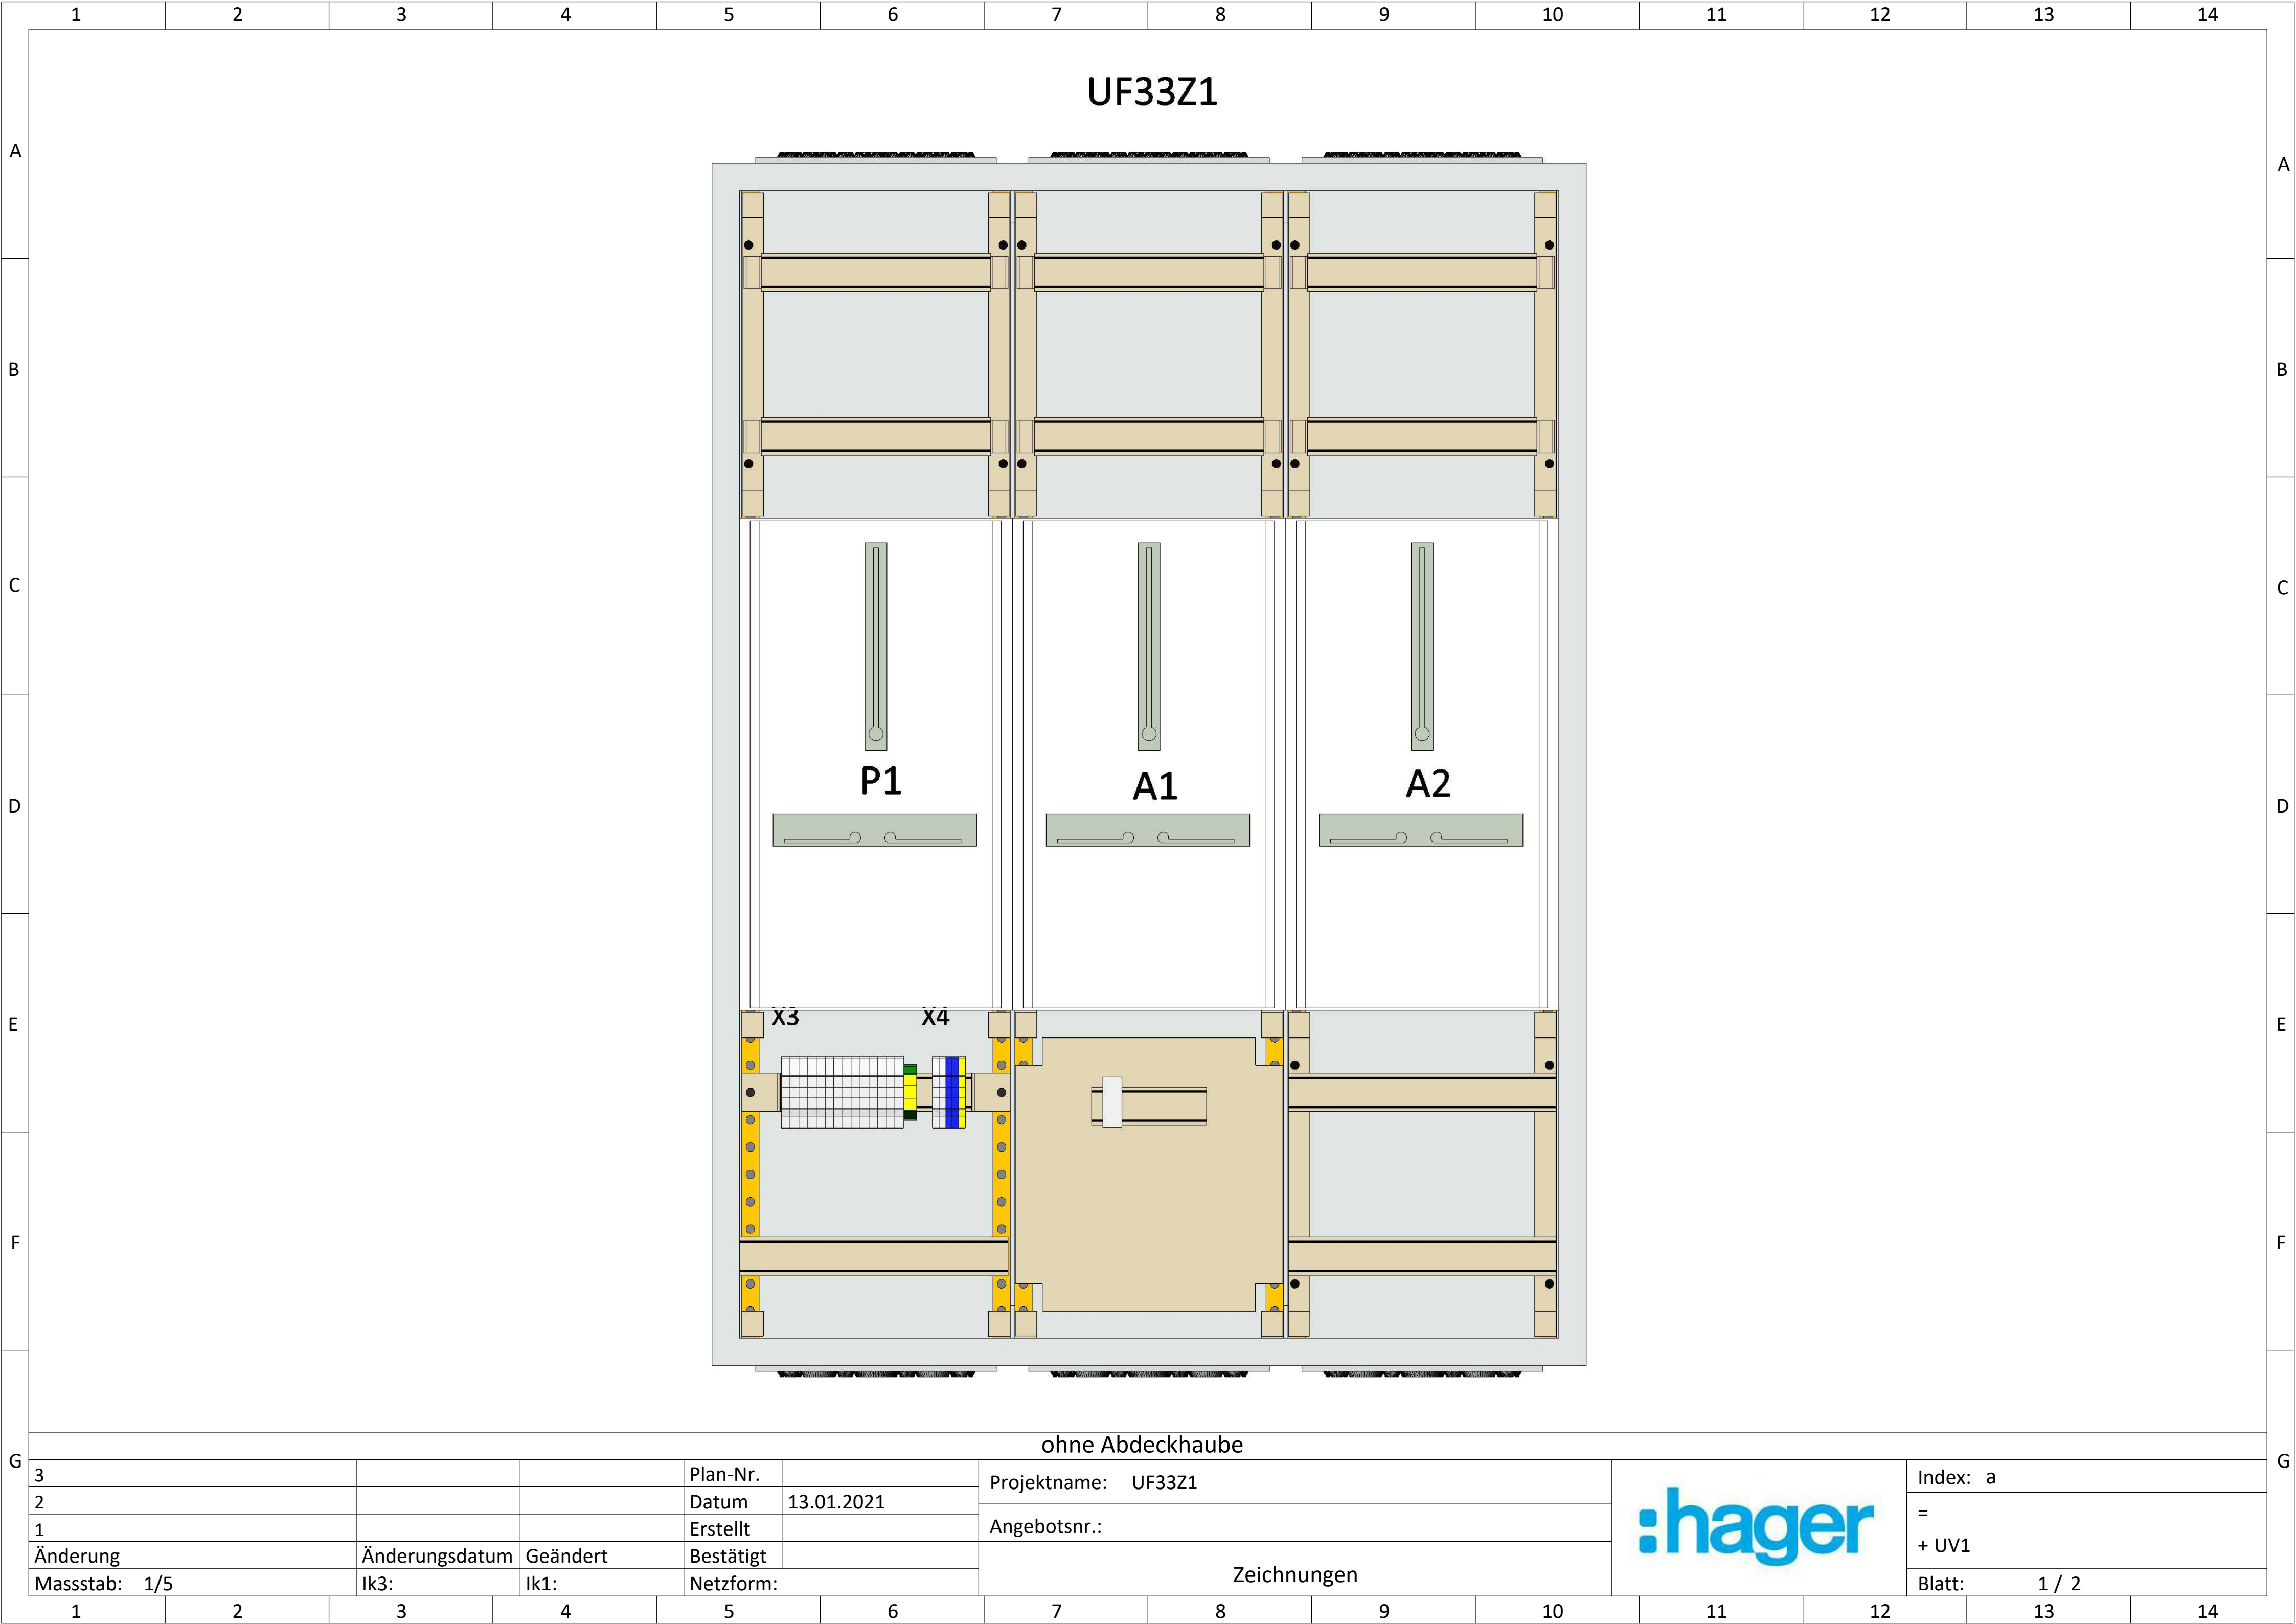 1 2 3 4 5 6 7 8 9 10 11 12 13 14
UF33Z1
A A
B B
C C
P1 A1 A2
D D
X3 X4
E E
F F
ohne Abdeckhaube
G G
3 Plan-Nr. Projektname: UF33Z1 Index: a
2 Datum 13.01.2021
:hager
=
1 Erstellt Angebotsnr.:
+ UV1
Änderung Änderungsdatum Geändert Bestätigt
Zeichnungen
Massstab: 1/5 Ik3: Ik1: Netzform: Blatt: 1 / 2
1 2 3 4 5 6 7 8 9 10 11 12 13 14